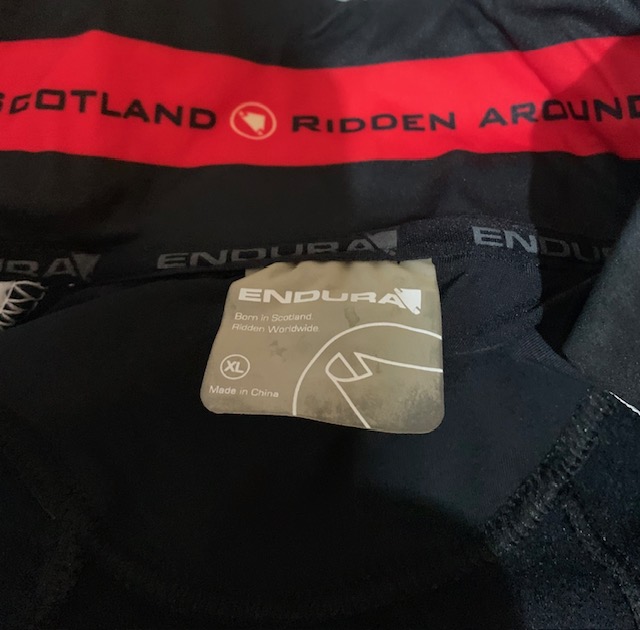 SCOTLAND RIDDEN AROUND
ENDURA ENDURA ENDURA
ENDURA
Born in Scotland
Ridden Worldwide
XL
Made in China